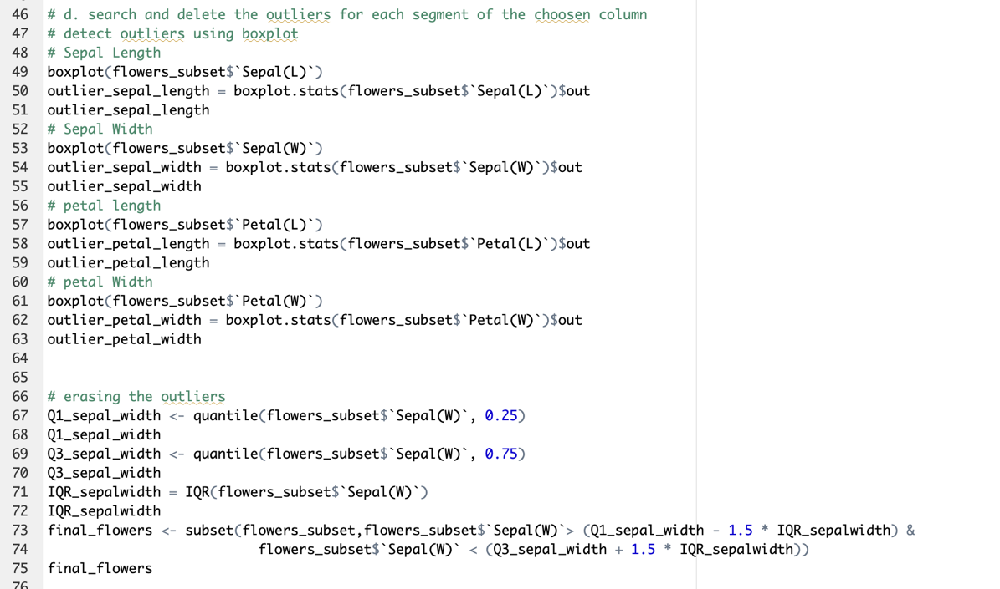 46 # d. search and delete the outliers for each segment of the choosen column
47 # detect outliers using boxplot
48 # Sepal Length
49 boxplot(flowers_subset$`Sepal(L)`)
50 outlier_sepal_length = boxplot.stats(flowers_subset$`Sepal(L)`)$out
51 outlier_sepal_length
52 # Sepal Width
53 boxplot(flowers_subset$`Sepal(W)`)
54 outlier_sepal_width = boxplot.stats(flowers_subset$`Sepal(W)`)$out
55 outlier_sepal_width
56 # petal length
57 boxplot(flowers_subset$`Petal(L)`)
58 outlier_petal_length = boxplot.stats(flowers_subset$`Petal(L)`)$out
59 outlier_petal_length
60 # petal Width
61 boxplot(flowers_subset$`Petal(W)`)
62 outlier_petal_width = boxplot.stats(flowers_subset$`Petal(W)`)$out
63 outlier_petal_width
64
65
66 # erasing the outliers
67 Q1_sepal_width <- quantile(flowers_subset$`Sepal(W)`, 0.25)
68 Q1_sepal_width
69 Q3_sepal_width <- quantile(flowers_subset$`Sepal(W)`, 0.75)
70 Q3_sepal_width
71 IQR_sepalwidth = IQR(flowers_subset$`Sepal(W)`)
72 IQR_sepalwidth
73 final_flowers <- subset(flowers_subset,flowers_subset$`Sepal(W)`> (Q1_sepal_width - 1.5 * IQR_sepalwidth) &
74 flowers_subset$`Sepal(W)` < (Q3_sepal_width + 1.5 * IQR_sepalwidth))
75 final_flowers
76